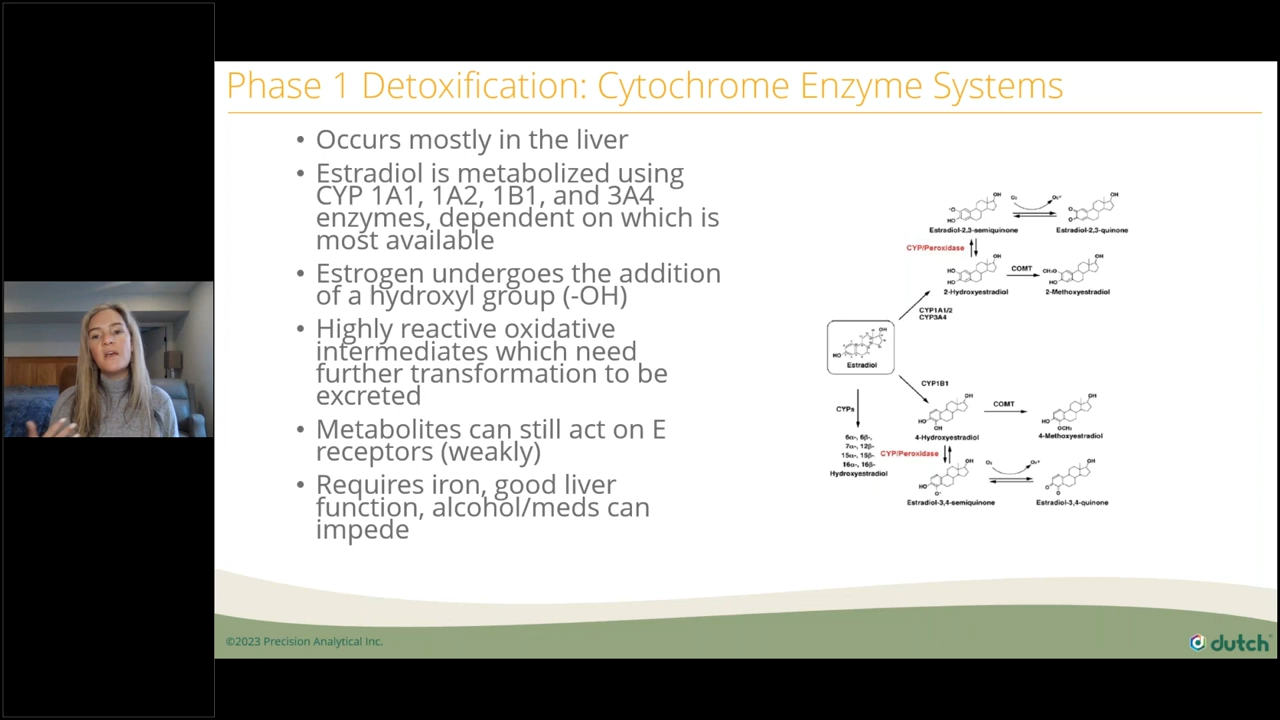 Phase 1 Detoxification: Cytochrome Enzyme Systems
• Occurs mostly in the liver
• Estradiol is metabolized using
CYP 1A1, 1A2, 1B1, and 3A4
enzymes, dependent on which is
most available
• Estrogen undergoes the addition
of a hydroxyl group (-OH)
• Highly reactive oxidative
intermediates which need
further transformation to be
excreted
• Metabolites can still act on E
receptors (weakly)
• Requires iron, good liver
function, alcohol/meds can
impede
Estradiol-2,3-semiquinone
Estradiol-2,3-quinone
CYP/Peroxidase
COMT
2-Hydroxyestradiol
2-Methoxyestradiol
CYP1A1/2
CYP3A4
Estradiol
CYP1B1
CYPs
COMT
4-Hydroxyestradiol
4-Methoxyestradiol
6α-, 6β-,
7α-, 12β-
15α-, 15β-
16α-, 16β-
Hydroxyestradiol
CYP/Peroxidase
Estradiol-3,4-semiquinone
Estradiol-3,4-quinone
©2023 Precision Analytical Inc.
dutch